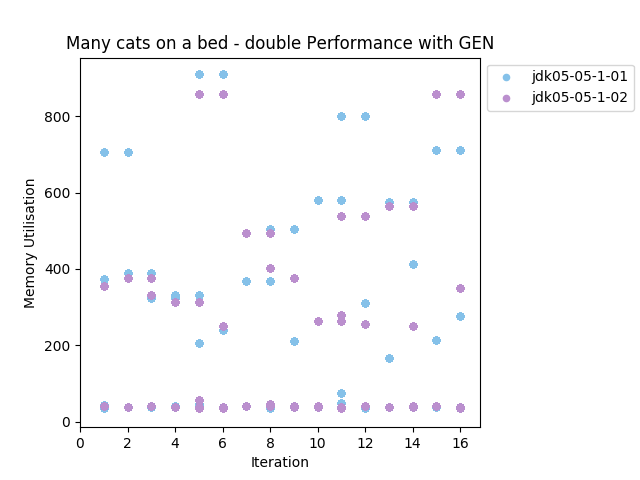 Many cats on a bed - double Performance with GEN
jdk05-05-1-01
jdk05-05-1-02
800
600
400
200
0
Memory Utilisation
0 2 4 6 8 10 12 14 16
Iteration